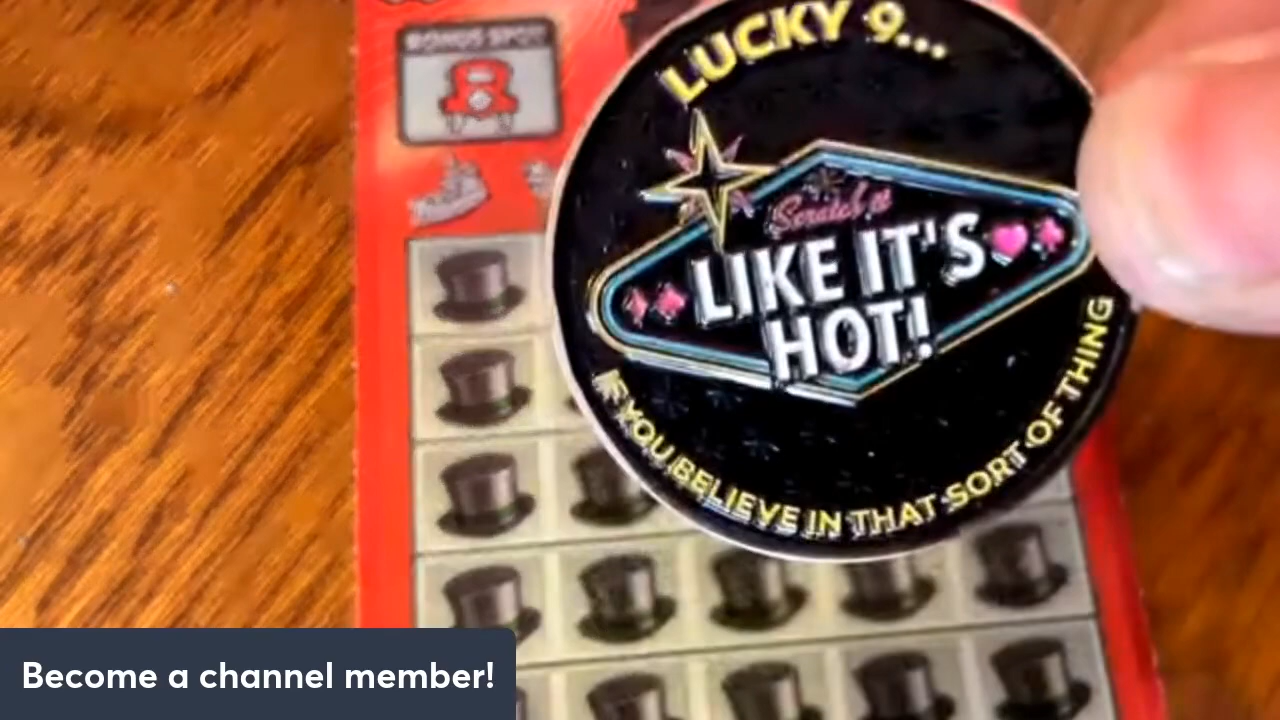 BONUS SPOT
LUCKY 9...
Scratch it
LIKE IT'S
HOT!
IF YOU BELIEVE IN THAT SORT OF THING
Become a channel member!